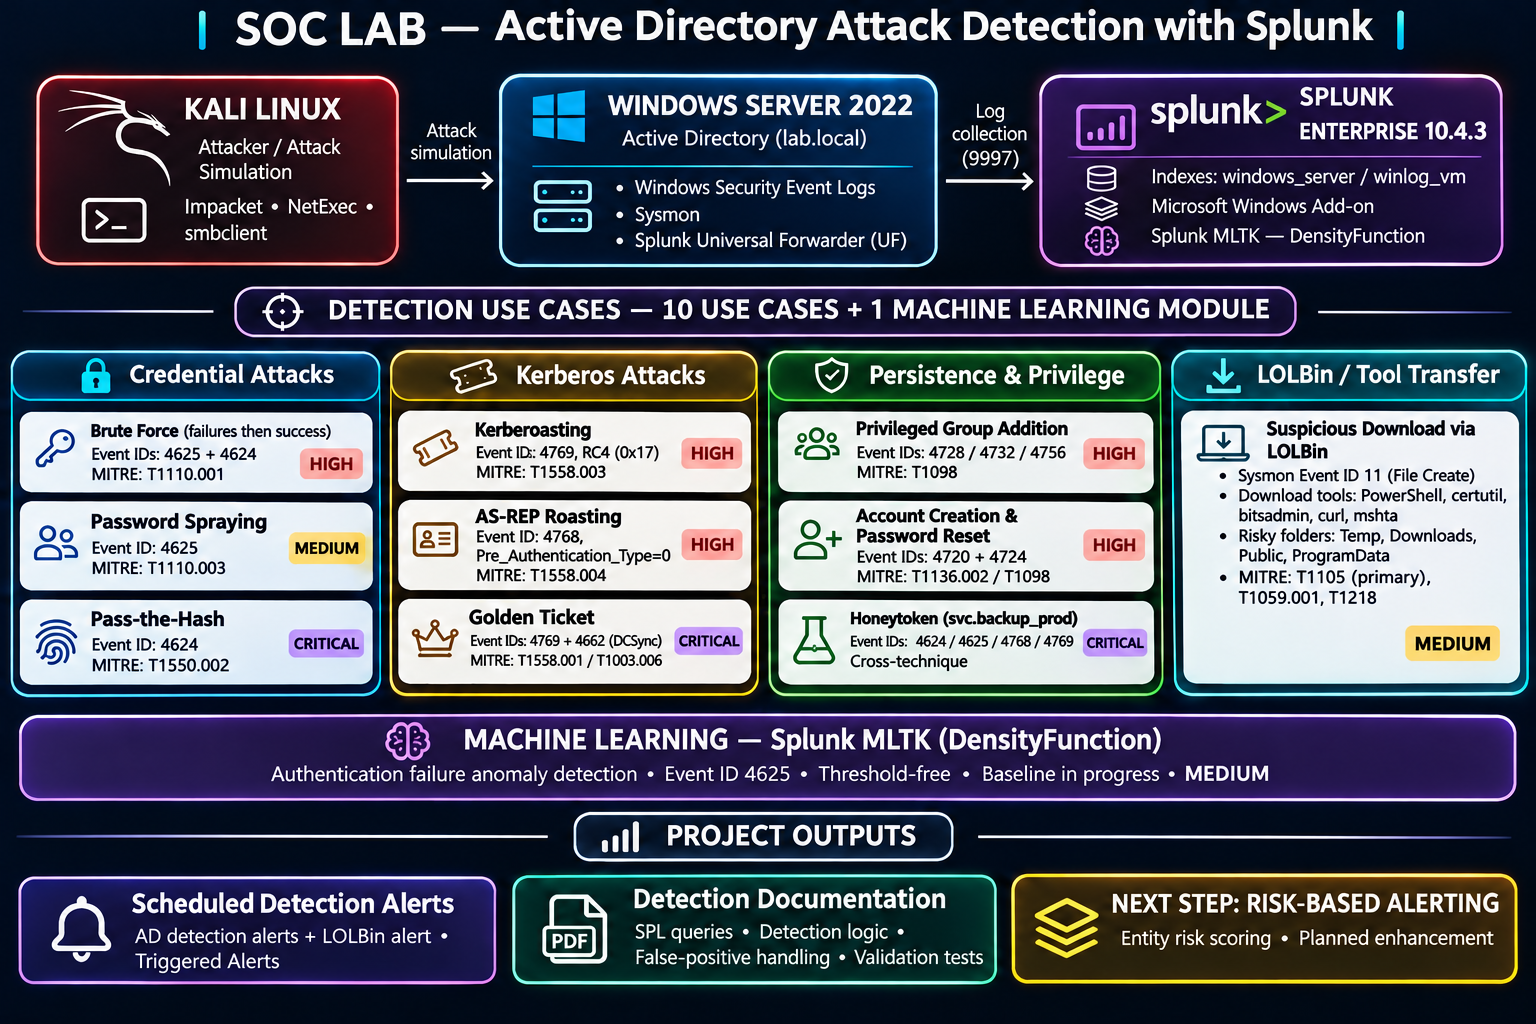 SOC LAB — Active Directory Attack Detection with Splunk
KALI LINUX
Attacker / Attack
Simulation
Impacket • NetExec •
smbclient
Attack
simulation
WINDOWS SERVER 2022
Active Directory (lab.local)
• Windows Security Event Logs
• Sysmon
• Splunk Universal Forwarder (UF)
Log
collection
(9997)
splunk>
SPLUNK
ENTERPRISE 10.4.3
Indexes: windows_server / winlog_vm
Microsoft Windows Add-on
Splunk MLTK — DensityFunction
DETECTION USE CASES — 10 USE CASES + 1 MACHINE LEARNING MODULE
Credential Attacks
Brute Force (failures then success)
Event IDs: 4625 + 4624
MITRE: T1110.001
HIGH
Password Spraying
Event ID: 4625
MITRE: T1110.003
MEDIUM
Pass-the-Hash
Event ID: 4624
MITRE: T1550.002
CRITICAL
Kerberos Attacks
Kerberoasting
Event IDs: 4769, RC4 (0x17)
MITRE: T1558.003
HIGH
AS-REP Roasting
Event ID: 4768,
Pre_Authentication_Type=0
MITRE: T1558.004
HIGH
Golden Ticket
Event IDs: 4769 + 4662 (DCSync)
MITRE: T1558.001 / T1003.006
CRITICAL
Persistence & Privilege
Privileged Group Addition
Event IDs: 4728 / 4732 / 4756
MITRE: T1098
HIGH
Account Creation &
Password Reset
Event IDs: 4720 + 4724
MITRE: T1136.002 / T1098
HIGH
Honeytoken (svc.backup_prod)
Event IDs: 4624 / 4625 / 4768 / 4769
Cross-technique
CRITICAL
LOLBin / Tool Transfer
Suspicious Download via
LOLBin
• Sysmon Event ID 11 (File Create)
• Download tools: PowerShell, certutil,
bitsadmin, curl, mshta
• Risky folders: Temp, Downloads,
Public, ProgramData
• MITRE: T1105 (primary),
T1059.001, T1218
MEDIUM
MACHINE LEARNING — Splunk MLTK (DensityFunction)
Authentication failure anomaly detection • Event ID 4625 • Threshold-free • Baseline in progress • MEDIUM
PROJECT OUTPUTS
Scheduled Detection Alerts
AD detection alerts + LOLBin alert •
Triggered Alerts
PDF
Detection Documentation
SPL queries • Detection logic •
False-positive handling • Validation tests
NEXT STEP: RISK-BASED ALERTING
Entity risk scoring • Planned enhancement